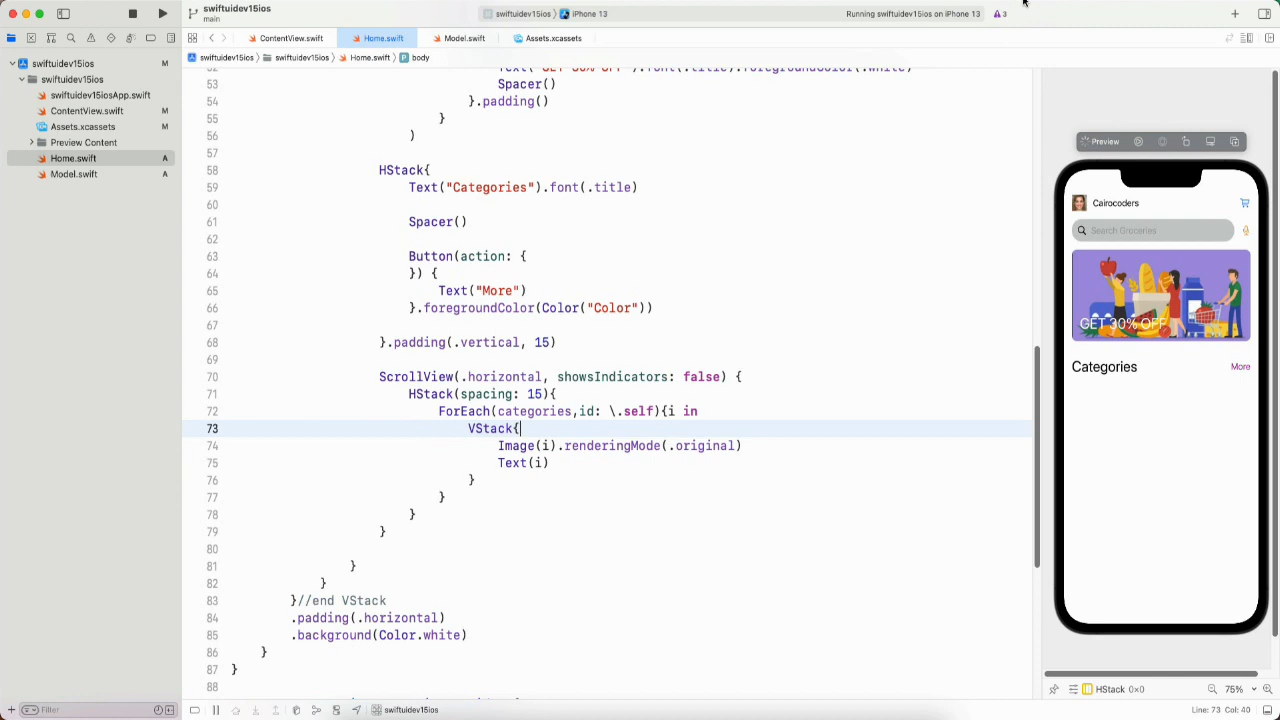 swiftuidev15ios
main
swiftuidev15ios 〉 iPhone 13
Running swiftuidev15ios on iPhone 13
3
ContentView.swift
Home.swift
Model.swift
Assets.xcassets
swiftuidev15ios 〉 swiftuidev15ios 〉 Home.swift 〉 P body
swiftuidev15ios M
swiftuidev15ios
swiftuidev15iosApp.swift
ContentView.swift M
Assets.xcassets M
Preview Content
Home.swift A
Model.swift A
Filter
53 Spacer()
54 }.padding()
55 }
56 )
57
58 HStack{
59 Text("Categories").font(.title)
60
61 Spacer()
62
63 Button(action: {
64 }) {
65 Text("More")
66 }.foregroundColor(Color("Color"))
67
68 }.padding(.vertical, 15)
69
70 ScrollView(.horizontal, showsIndicators: false) {
71 HStack(spacing: 15){
72 ForEach(categories,id: \.self){i in
73 VStack{
74 Image(i).renderingMode(.original)
75 Text(i)
76 }
77 }
78 }
79 }
80
81 }
82 }
83 }//end VStack
84 .padding(.horizontal)
85 .background(Color.white)
86 }
87 }
88
Preview
Cairocoders
Search Groceries
GET 30% OFF
Categories
More
HStack 0×0
75%
swiftuidev15ios
Line: 73 Col: 40